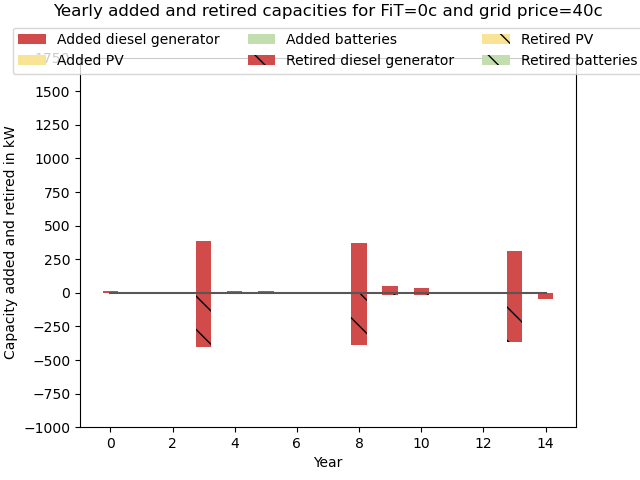 Yearly added and retired capacities for FiT=0c and grid price=40c
Added diesel generator
Added PV
Added batteries
Retired diesel generator
Retired PV
Retired batteries
1750
1500
1250
1000
750
500
250
0
−250
−500
−750
−1000
Capacity added and retired in kW
0 2 4 6 8 10 12 14
Year